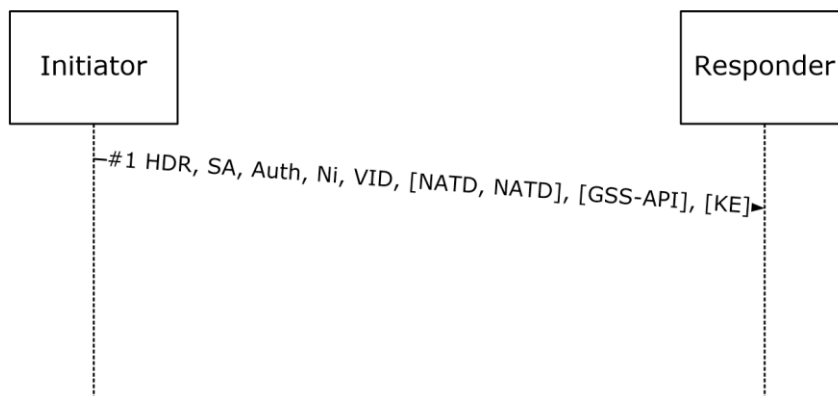 Initiator
Responder
#1 HDR, SA, Auth, Ni, VID, [NATD, NATD], [GSS-API], [KE]